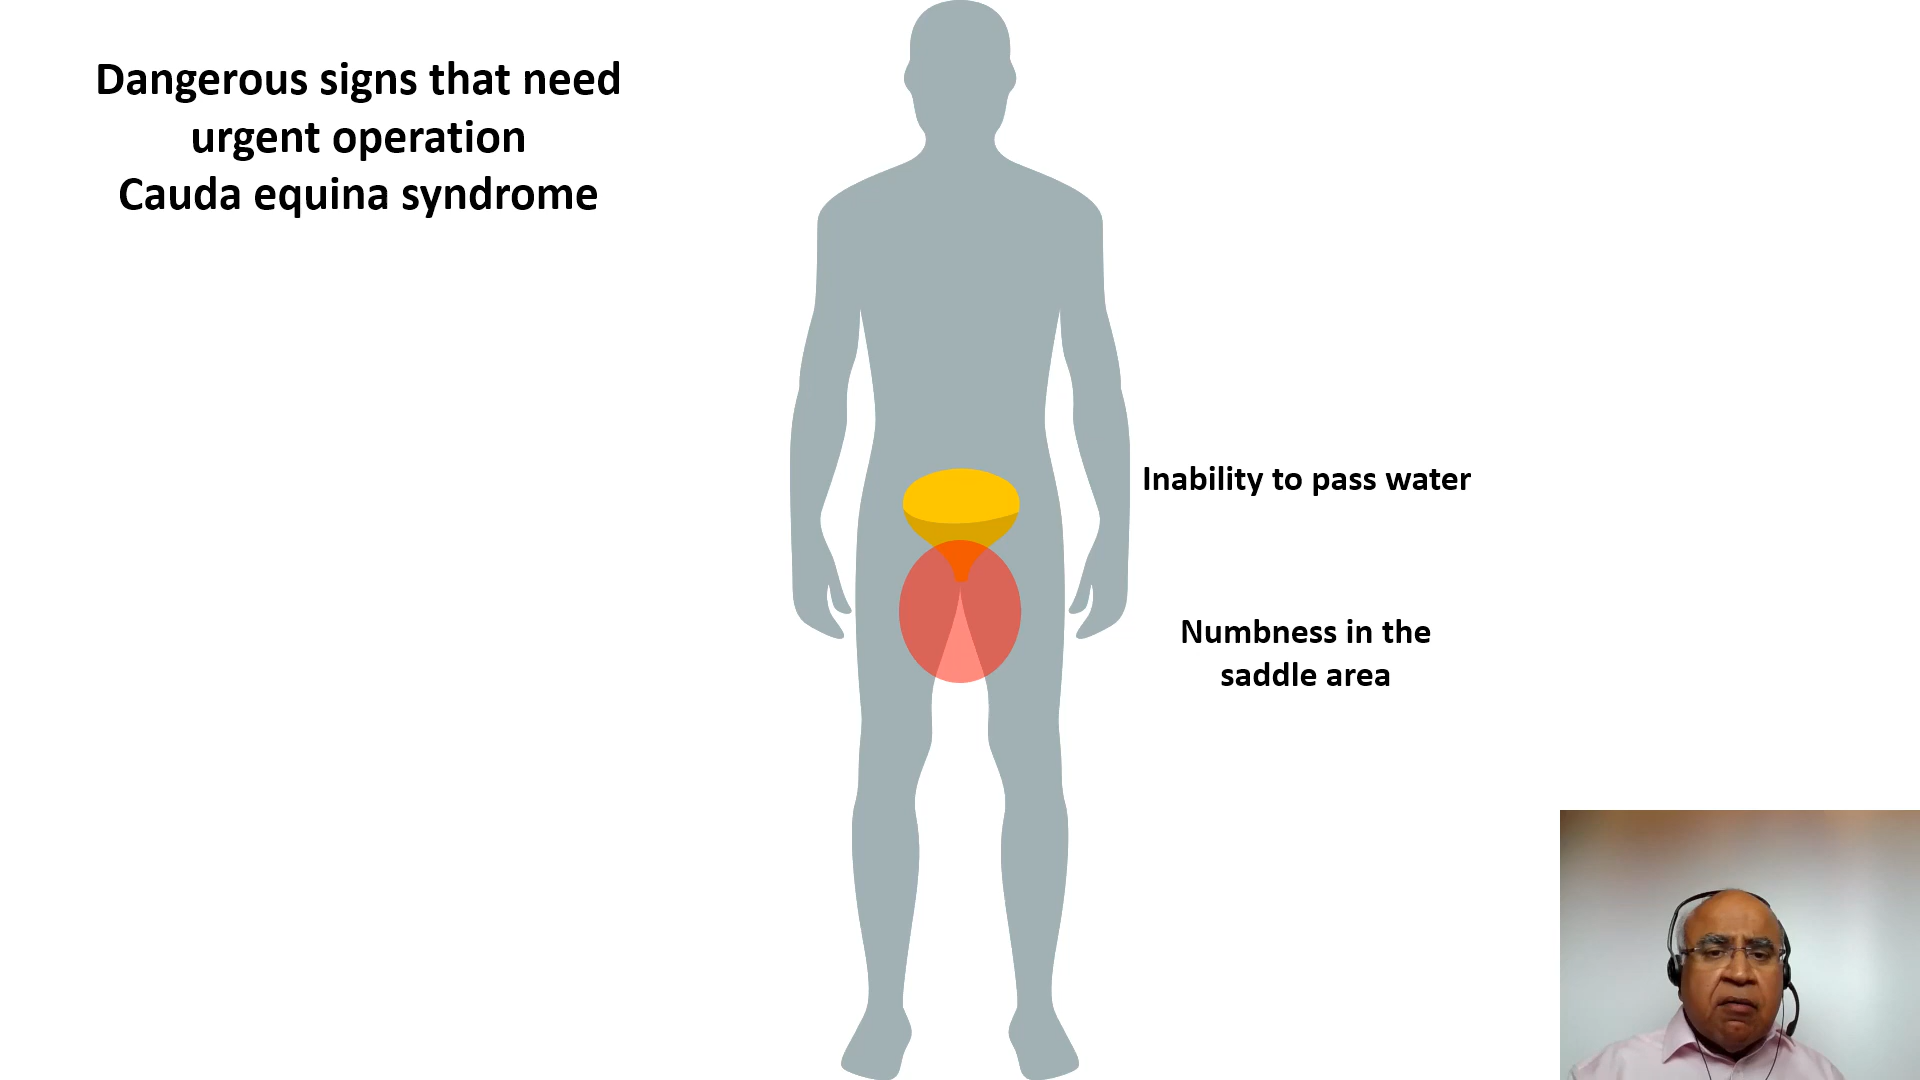 Dangerous signs that need
urgent operation
Cauda equina syndrome
Inability to pass water
Numbness in the
saddle area